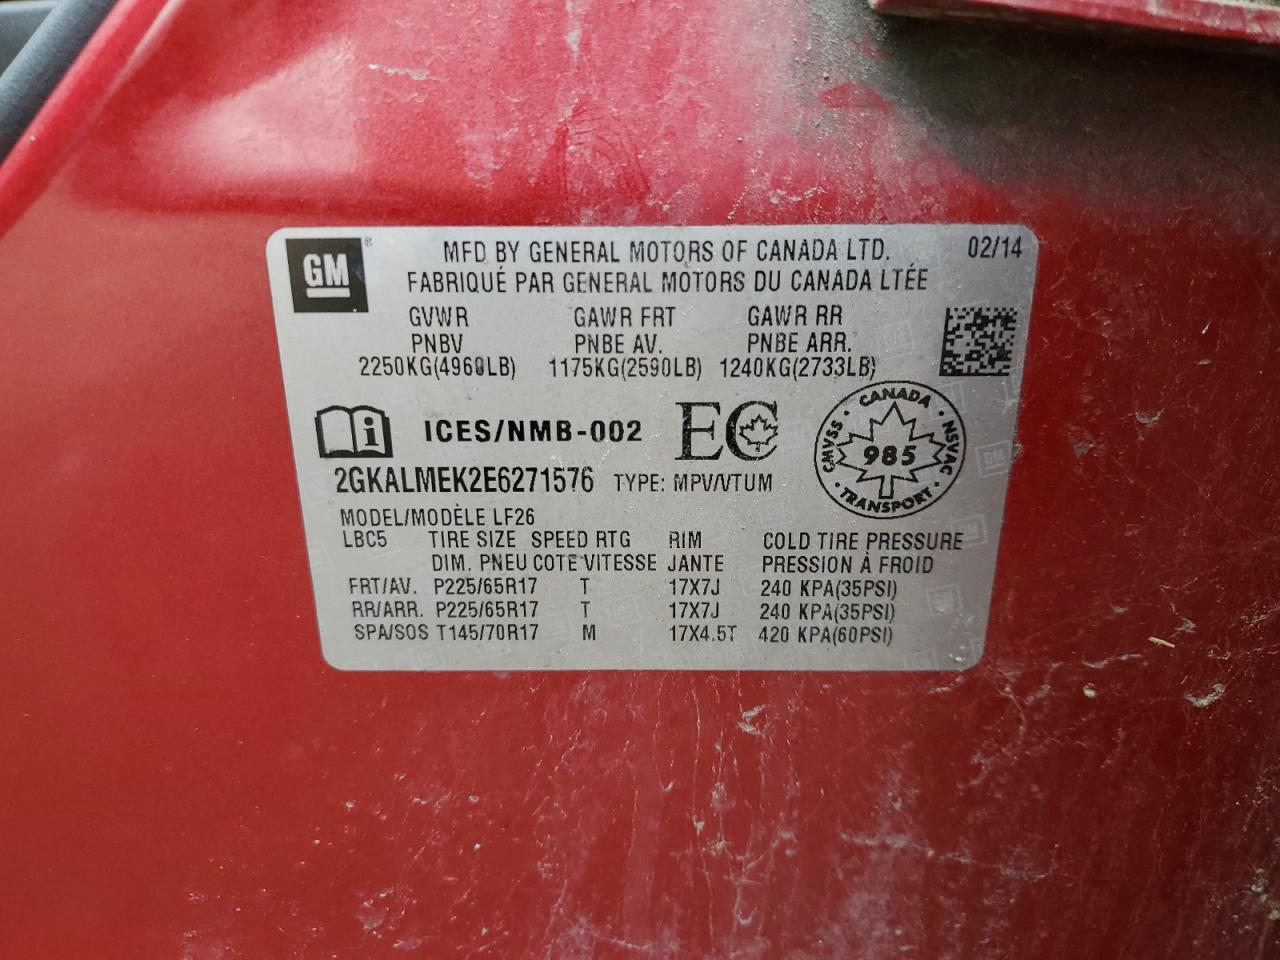 GM ® MFD BY GENERAL MOTORS OF CANADA LTD. 02/14
FABRIQUÉ PAR GENERAL MOTORS DU CANADA LTÉE
GVWR GAWR FRT GAWR RR
PNBV PNBE AV. PNBE ARR.
2250KG(4960LB) 1175KG(2590LB) 1240KG(2733LB)
i ICES/NMB-002 EC
CANADA CMVSS NSVAC 985 TRANSPORT
2GKALMEK2E6271576 TYPE: MPV/VTUM
MODEL/MODÈLE LF26
LBC5 TIRE SIZE SPEED RTG RIM COLD TIRE PRESSURE
DIM. PNEU COTE VITESSE JANTE PRESSION À FROID
FRT/AV. P225/65R17 T 17X7J 240 KPA(35PSI)
RR/ARR. P225/65R17 T 17X7J 240 KPA(35PSI)
SPA/SOS T145/70R17 M 17X4.5T 420 KPA(60PSI)